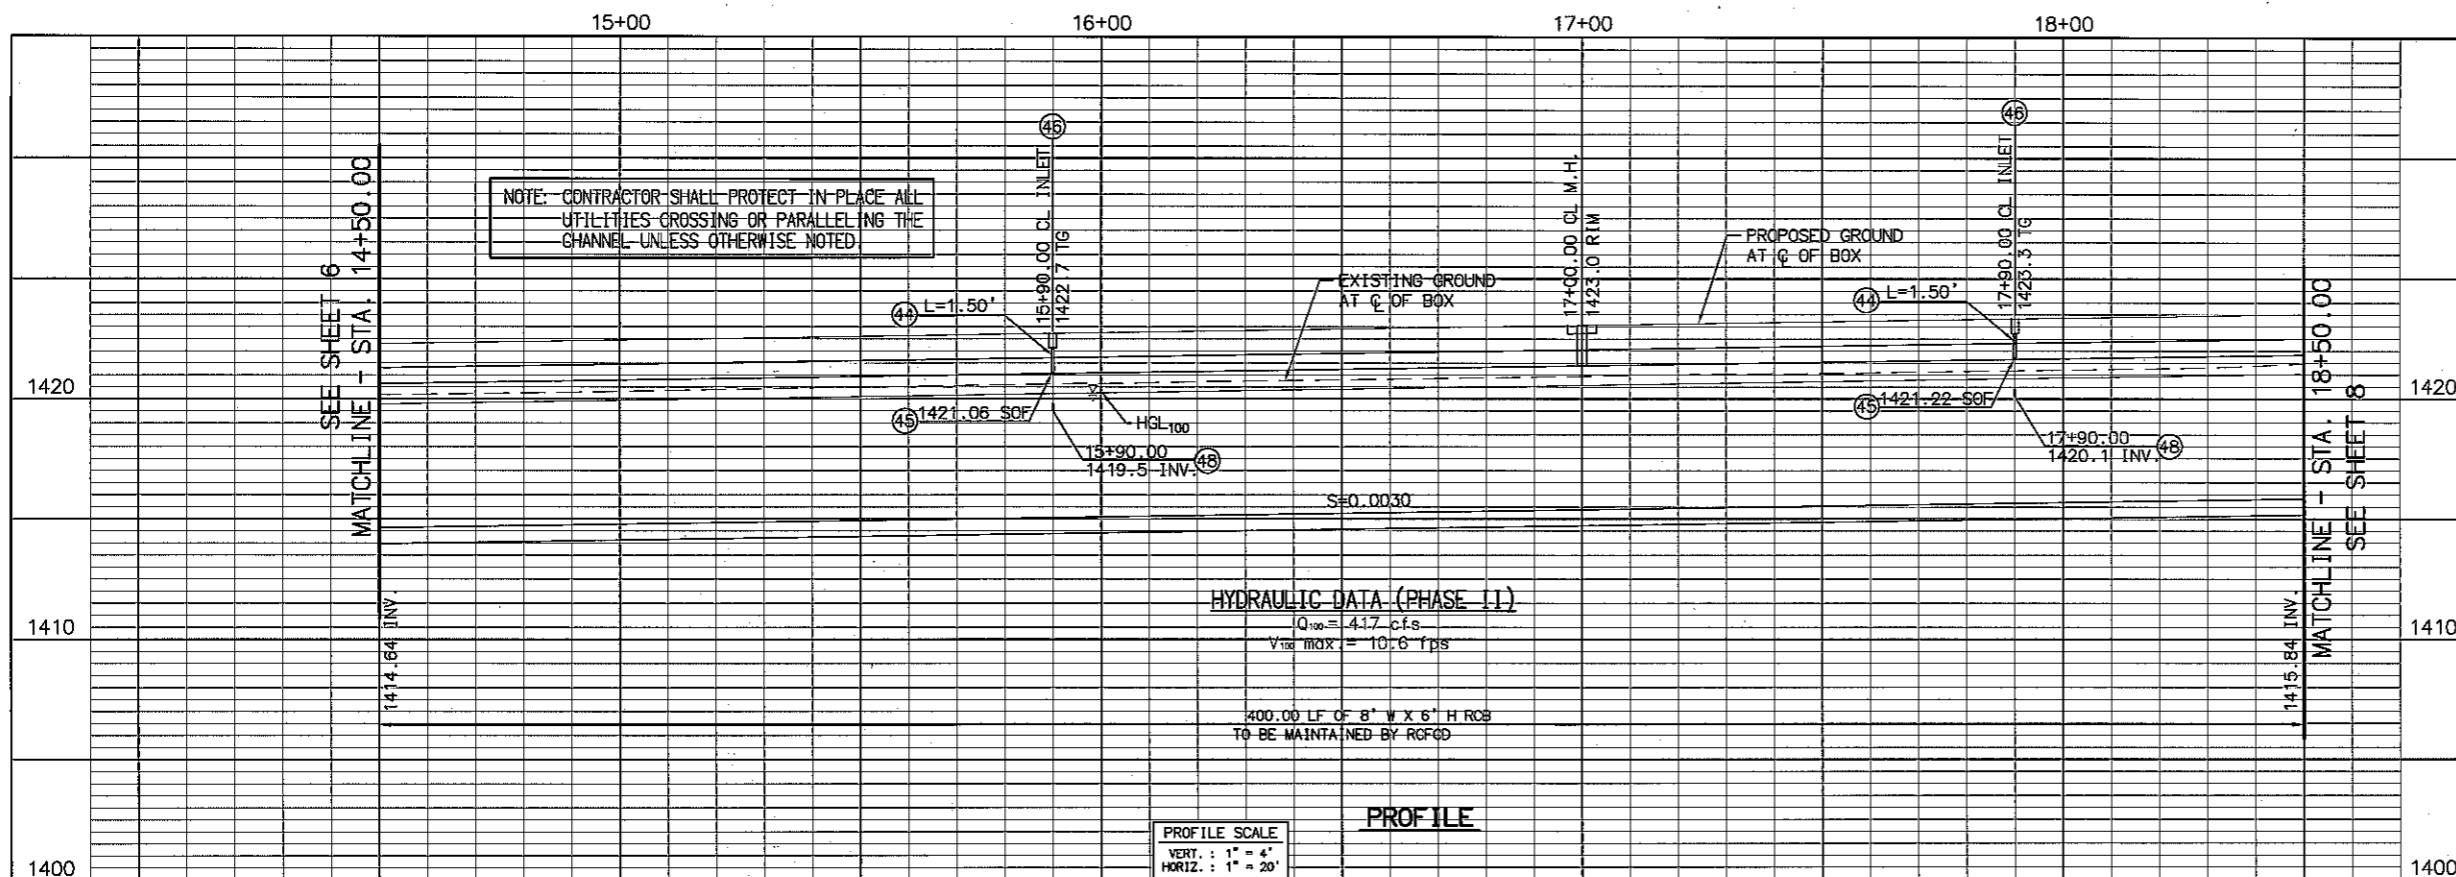 15+00 16+00 17+00 18+00
SEE SHEET 6
MATCHLINE - STA. 14+50.00
NOTE: CONTRACTOR SHALL PROTECT IN PLACE ALL
UTILITIES CROSSING OR PARALLELING THE
CHANNEL UNLESS OTHERWISE NOTED.
46
15+90.00 CL INLET
1422.7 TG
44 L=1.50'
45 1421.06 SOF
HGL100
15+90.00
1419.5 INV. 48
EXISTING GROUND
AT ℄ OF BOX
17+00.00 CL M.H.
1423.0 RIM
PROPOSED GROUND
AT ℄ OF BOX
46
17+90.00 CL INLET
1423.3 TG
44 L=1.50'
45 1421.22 SOF
17+90.00
1420.1 INV. 48
MATCHLINE - STA. 18+50.00
SEE SHEET 8
1420 1420
S=0.0030
1414.64 INV.
1415.84 INV.
HYDRAULIC DATA (PHASE II)
Q100= 417 cfs
V100 max.= 10.6 fps
1410 1410
400.00 LF OF 8' W X 6' H RCB
TO BE MAINTAINED BY RCFCD
PROFILE
PROFILE SCALE
VERT. : 1" = 4'
HORIZ. : 1" = 20'
1400 1400